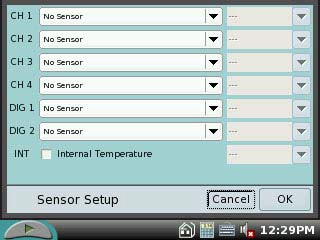 CH 1 No Sensor ---
CH 2 No Sensor ---
CH 3 No Sensor ---
CH 4 No Sensor ---
DIG 1 No Sensor ---
DIG 2 No Sensor ---
INT Internal Temperature ---
Sensor Setup Cancel OK
12:29PM